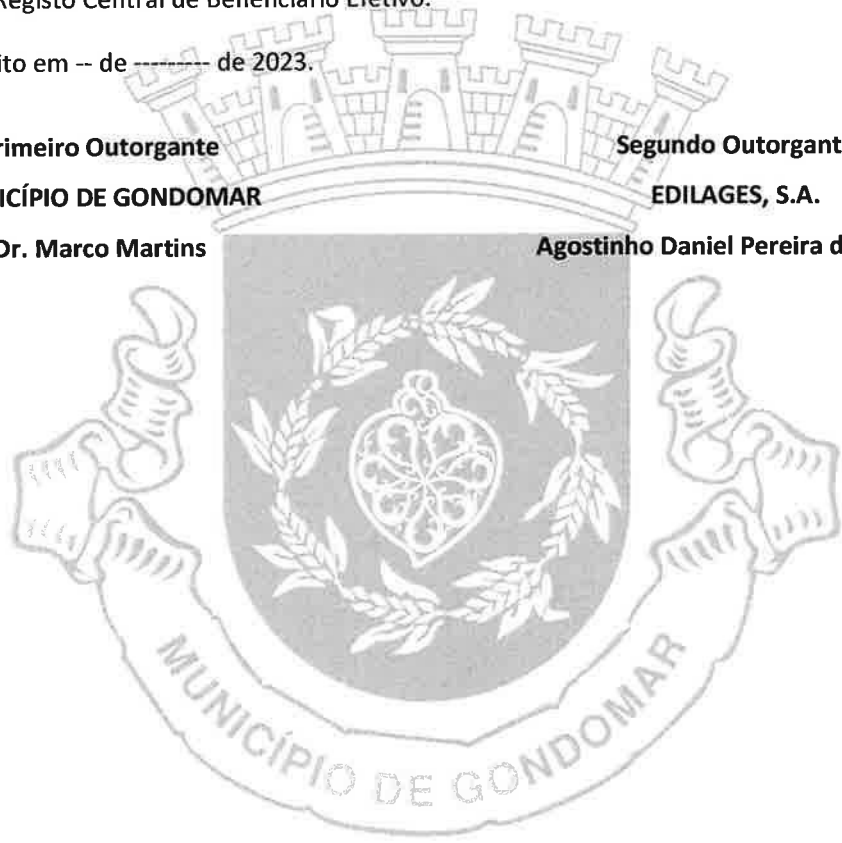 Registo Central de Beneficiário Efetivo.
ito em -- de --------- de 2023.
rimeiro Outorgante
Segundo Outorgant
ICÍPIO DE GONDOMAR
EDILAGES, S.A.
Dr. Marco Martins
Agostinho Daniel Pereira d
MUNICÍPIO DE GONDOMAR